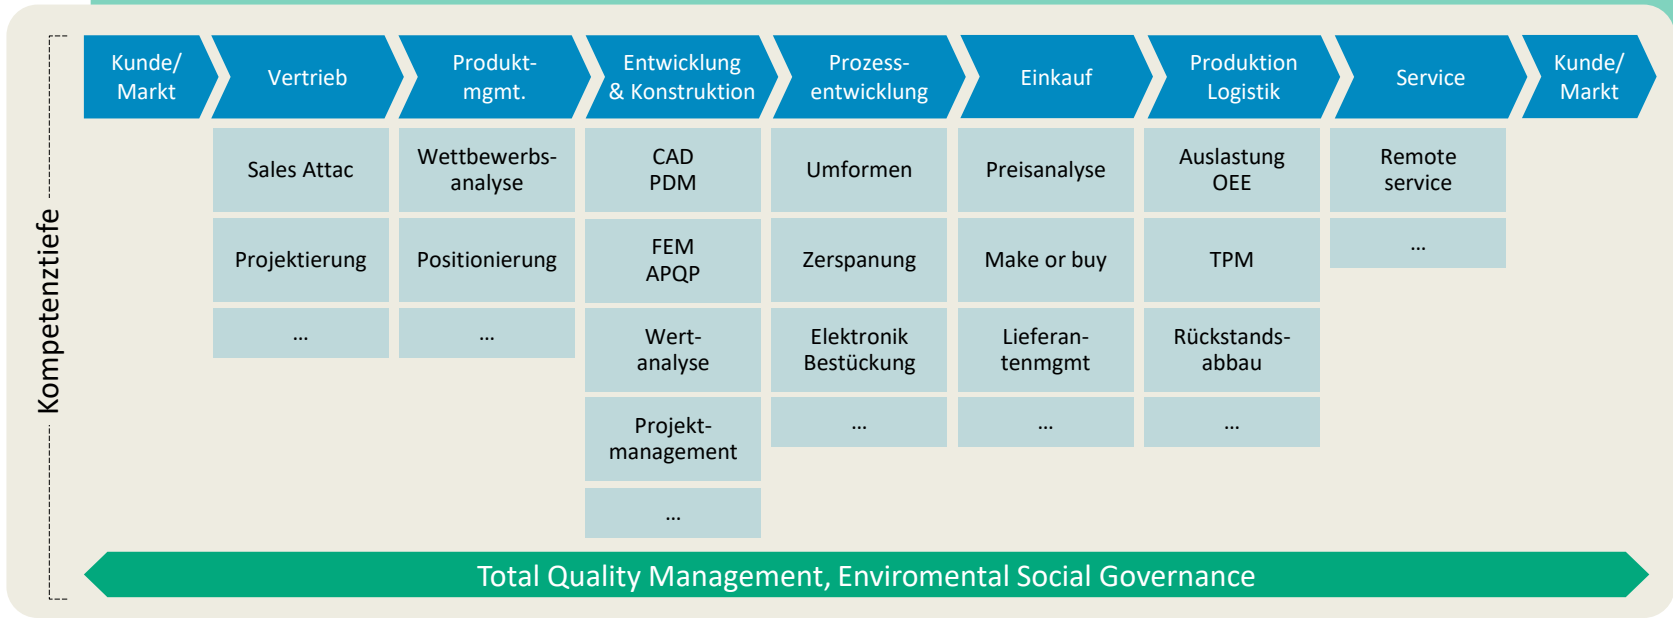 Kompetenztiefe
Kunde/
Markt
Vertrieb
Produkt-
mgmt.
Entwicklung
& Konstruktion
Prozess-
entwicklung
Einkauf
Produktion
Logistik
Service
Kunde/
Markt
Sales Attac
Projektierung
...
Wettbewerbs-
analyse
Positionierung
...
CAD
PDM
FEM
APQP
Wert-
analyse
Projekt-
management
...
Umformen
Zerspanung
Elektronik
Bestückung
...
Preisanalyse
Make or buy
Lieferan-
tenmgmt
...
Auslastung
OEE
TPM
Rückstands-
abbau
...
Remote
service
...
Total Quality Management, Enviromental Social Governance